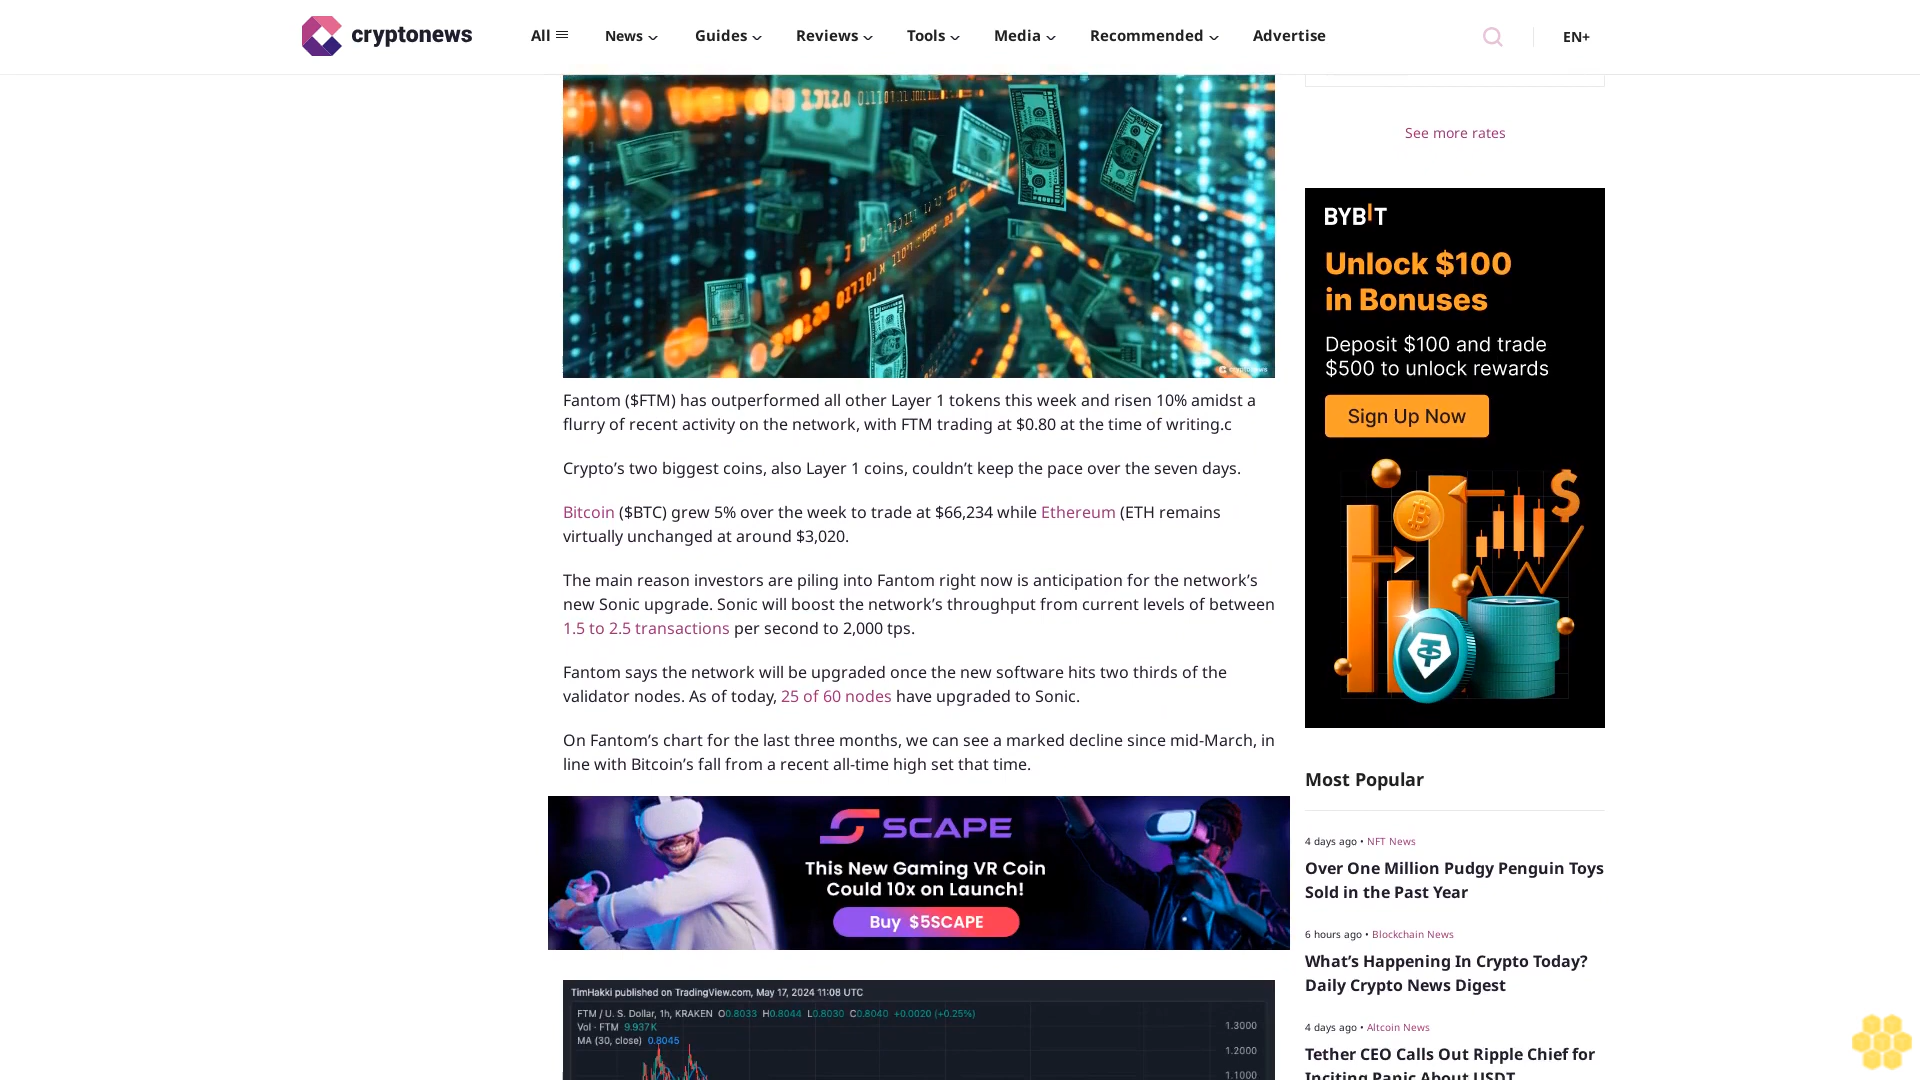 cryptonews
All
News
Guides
Reviews
Tools
Media
Recommended
Advertise
EN+
See more rates
BYBIT
Unlock $100
in Bonuses
Deposit $100 and trade
$500 to unlock rewards
Sign Up Now
cryptonews
Fantom ($FTM) has outperformed all other Layer 1 tokens this week and risen 10% amidst a
flurry of recent activity on the network, with FTM trading at $0.80 at the time of writing.c
Crypto’s two biggest coins, also Layer 1 coins, couldn’t keep the pace over the seven days.
Bitcoin ($BTC) grew 5% over the week to trade at $66,234 while Ethereum (ETH remains
virtually unchanged at around $3,020.
The main reason investors are piling into Fantom right now is anticipation for the network’s
new Sonic upgrade. Sonic will boost the network’s throughput from current levels of between
1.5 to 2.5 transactions per second to 2,000 tps.
Fantom says the network will be upgraded once the new software hits two thirds of the
validator nodes. As of today, 25 of 60 nodes have upgraded to Sonic.
On Fantom’s chart for the last three months, we can see a marked decline since mid-March, in
line with Bitcoin’s fall from a recent all-time high set that time.
5SCAPE
This New Gaming VR Coin
Could 10x on Launch!
Buy $5SCAPE
TimHakki published on TradingView.com, May 17, 2024 11:08 UTC
FTM / U. S. Dollar, 1h, KRAKEN O0.8033 H0.8044 L0.8030 C0.8040 +0.0020 (+0.25%)
Vol · FTM 9.937K
MA (30, close) 0.8045
1.3000
1.2000
1.1000
Most Popular
4 days ago • NFT News
Over One Million Pudgy Penguin Toys
Sold in the Past Year
6 hours ago • Blockchain News
What’s Happening In Crypto Today?
Daily Crypto News Digest
4 days ago • Altcoin News
Tether CEO Calls Out Ripple Chief for
Inciting Panic About USDT